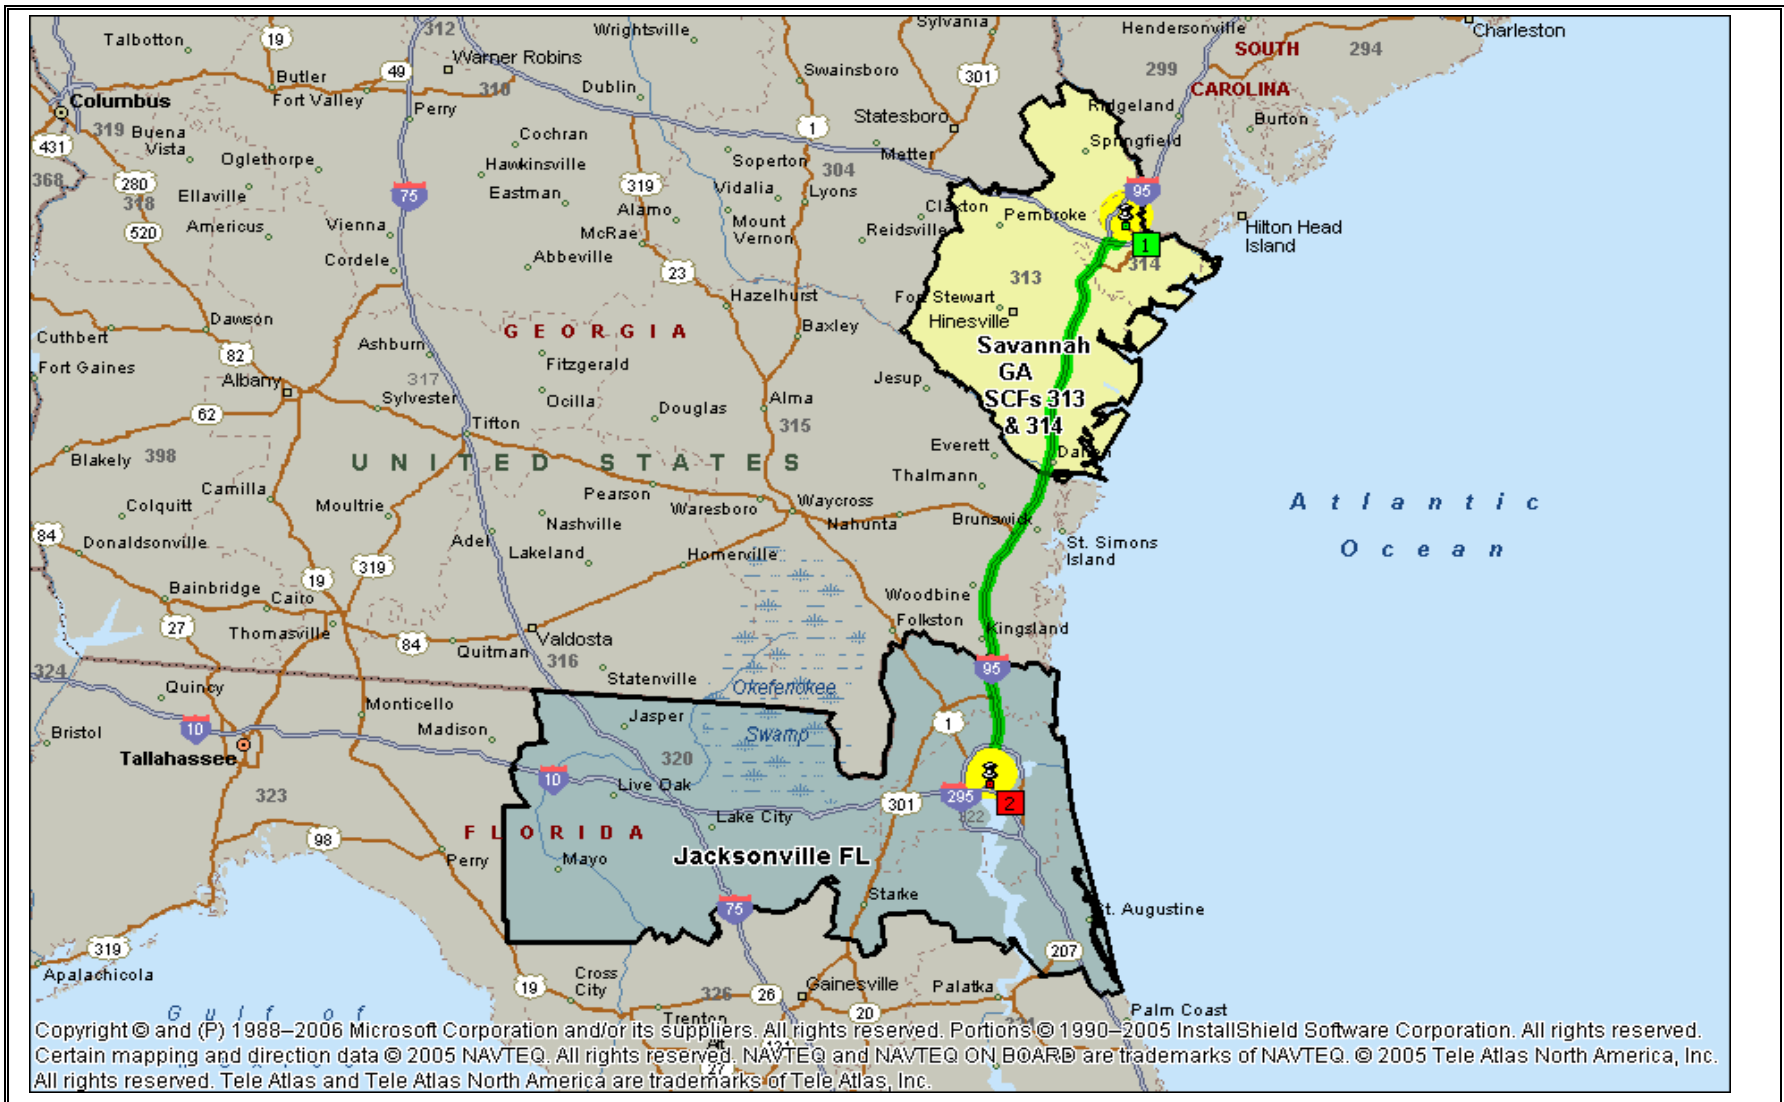 312
Wrightsville
Sylvania
Hendersonville
Charleston
Talbotton
19
SOUTH
294
Warner Robins
Butler
49
Swainsboro
301
299
CAROLINA
310
Dublin
Columbus
Fort Valley
Perry
Ridgeland
Burton
319
Buena
Vista
Cochran
1
Statesboro
Springfield
431
Oglethorpe
Hawkinsville
Soperton
304
Metter
368
280
318
Ellaville
75
Eastman
319
Vidalia
Lyons
95
Alamo
Claxton
Pembroke
520
Americus
Vienna
McRae
Mount
Vernon
Reidsville
Hilton Head
Island
1
Cordele
Abbeville
23
313
314
Hazelhurst
Fort Stewart
Dawson
Hinesville
Cuthbert
GEORGIA
Baxley
Savannah
GA
SCFs 313
& 314
82
Ashburn
Fitzgerald
Fort Gaines
Albany
317
Jesup
Sylvester
Ocilla
Douglas
Alma
62
Tifton
315
Everett
Darien
Blakely
398
UNITED STATES
Thalmann
Camilla
Pearson
Colquitt
Moultrie
Waresboro
Waycross
Atlantic
Ocean
Nashville
Nahunta
Brunswick
84
Donaldsonville
Adel
Lakeland
Homerville
St. Simons
Island
319
19
Bainbridge
Cairo
Woodbine
27
Thomasville
84
Valdosta
Folkston
Kingsland
Quitman
316
324
Statenville
95
Quincy
Okefenokee
Swamp
Monticello
Jasper
1
10
Madison
Bristol
Tallahassee
320
10
Live Oak
295
2
323
301
322
Lake City
98
FLORIDA
Perry
Mayo
Jacksonville FL
Starke
75
St. Augustine
319
207
Apalachicola
Cross
City
19
326
26
Gainesville
Palatka
Gulf of
20
Palm Coast
Trenton
Copyright © and (P) 1988–2006 Microsoft Corporation and/or its suppliers. All rights reserved. Portions © 1990–2005 InstallShield Software Corporation. All rights reserved.
Certain mapping and direction data © 2005 NAVTEQ. All rights reserved. NAVTEQ and NAVTEQ ON BOARD are trademarks of NAVTEQ. © 2005 Tele Atlas North America, Inc.
27
All rights reserved. Tele Atlas and Tele Atlas North America are trademarks of Tele Atlas, Inc.